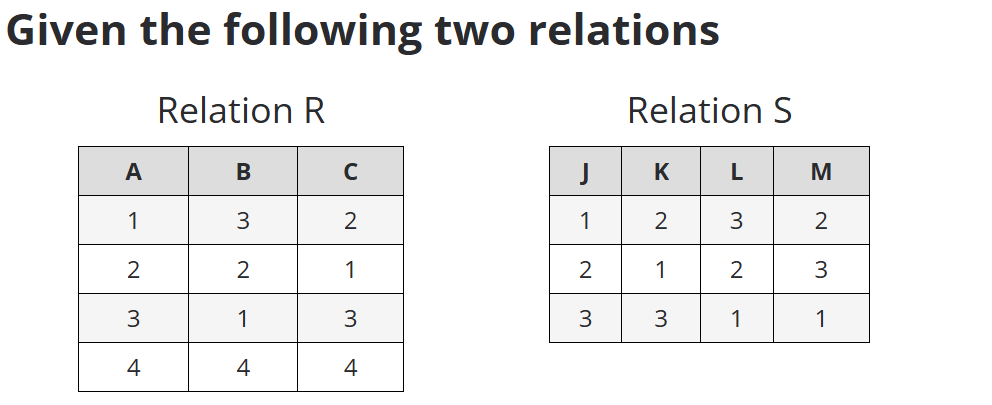 Given the following two relations
Relation R
A B C
1 3 2
2 2 1
3 1 3
4 4 4
Relation S
J K L M
1 2 3 2
2 1 2 3
3 3 1 1